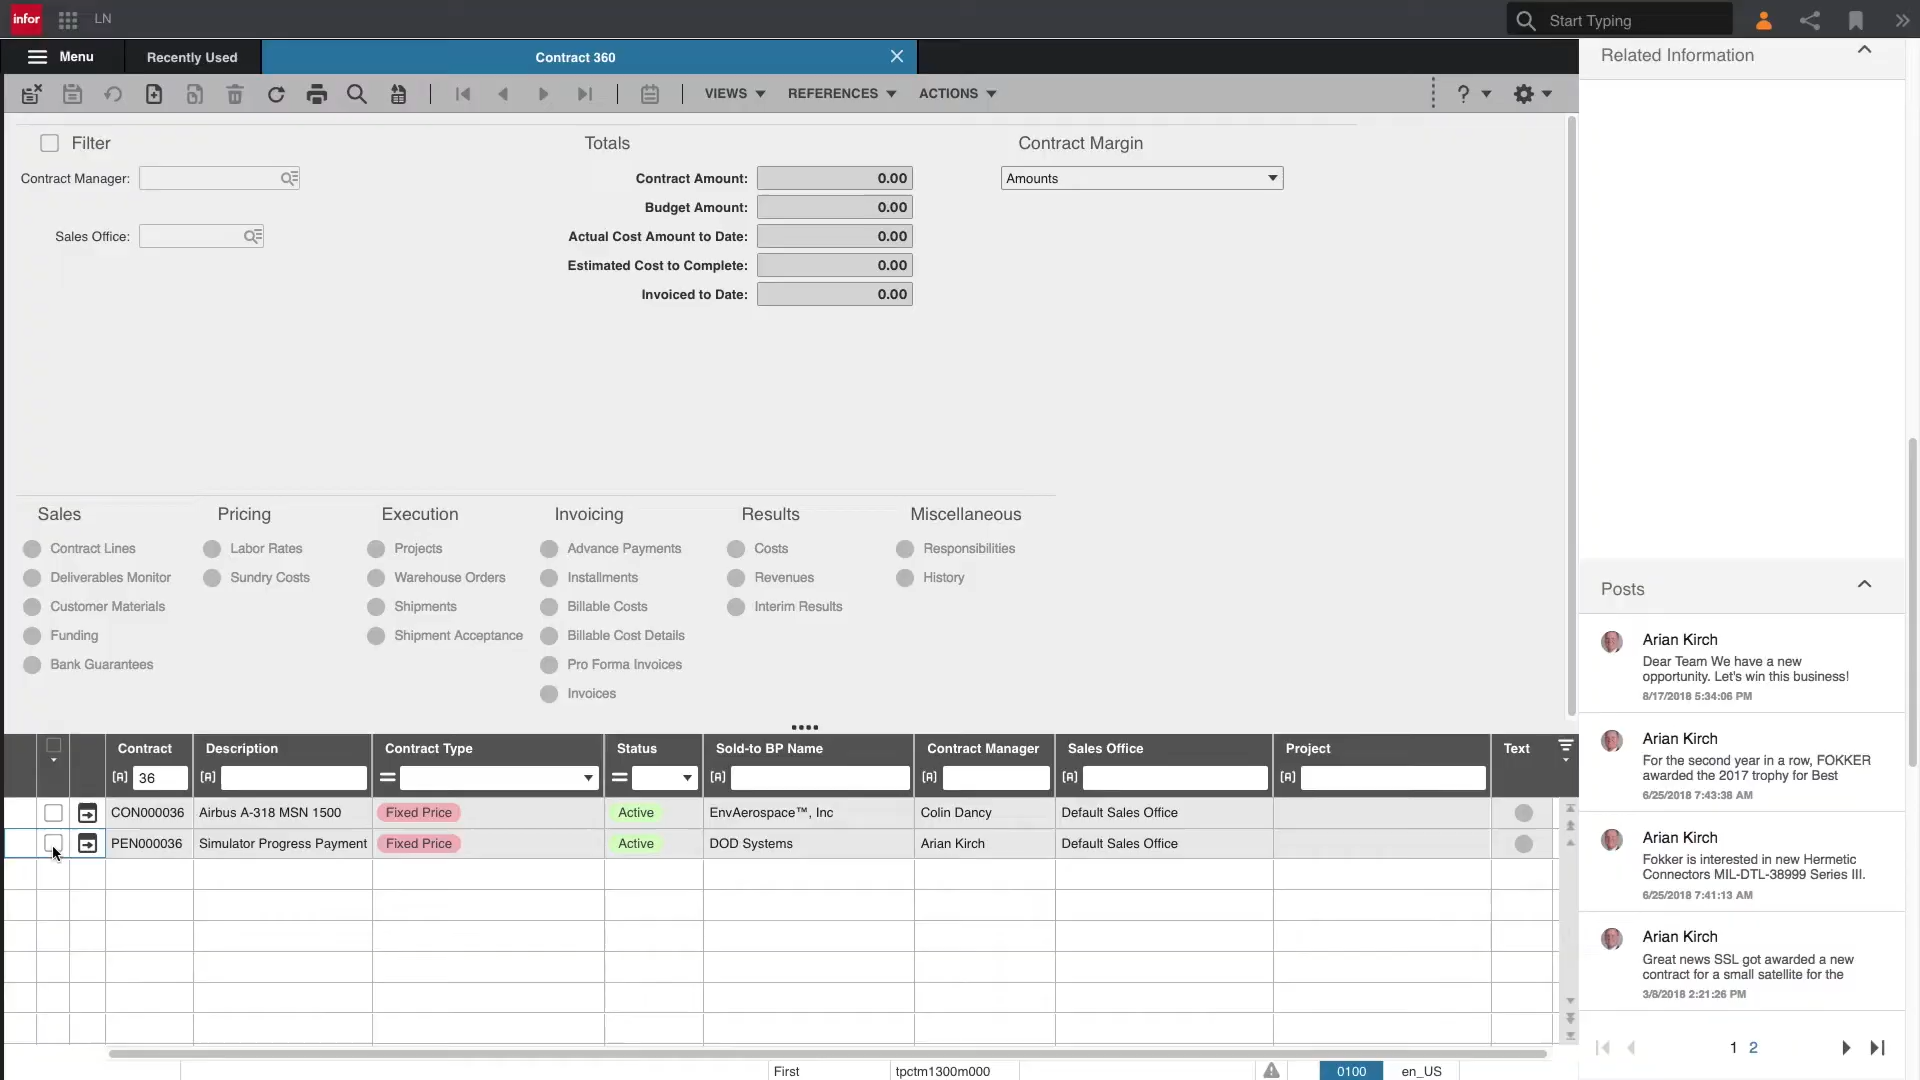 infor LN Start Typing
Menu Recently Used Contract 360
VIEWS REFERENCES ACTIONS ?
Filter Totals Contract Margin
Contract Manager: Contract Amount: 0.00 Amounts
Budget Amount: 0.00
Sales Office: Actual Cost Amount to Date: 0.00
Estimated Cost to Complete: 0.00
Invoiced to Date: 0.00
Sales Pricing Execution Invoicing Results Miscellaneous
Contract Lines Labor Rates Projects Advance Payments Costs Responsibilities
Deliverables Monitor Sundry Costs Warehouse Orders Installments Revenues History
Customer Materials Shipments Billable Costs Interim Results
Funding Shipment Acceptance Billable Cost Details
Bank Guarantees Pro Forma Invoices
Invoices
Contract Description Contract Type Status Sold-to BP Name Contract Manager Sales Office Project Text
[A] 36 [A] = = [A] [A] [A] [A]
CON000036 Airbus A-318 MSN 1500 Fixed Price Active EnvAerospace™, Inc Colin Dancy Default Sales Office
PEN000036 Simulator Progress Payment Fixed Price Active DOD Systems Arian Kirch Default Sales Office
First tpctm1300m000 0100 en_US
Related Information
Posts
Arian Kirch
Dear Team We have a new
opportunity. Let's win this business!
8/17/2018 5:34:06 PM
Arian Kirch
For the second year in a row, FOKKER
awarded the 2017 trophy for Best
6/25/2018 7:43:38 AM
Arian Kirch
Fokker is interested in new Hermetic
Connectors MIL-DTL-38999 Series III.
6/25/2018 7:41:13 AM
Arian Kirch
Great news SSL got awarded a new
contract for a small satellite for the
3/8/2018 2:21:26 PM
1 2